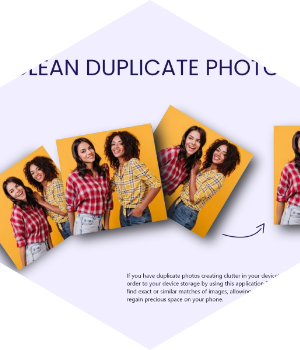 CLEAN DUPLICATE PHOTO
If you have duplicate photos creating clutter in your device
order to your device storage by using this application
find exact or similar matches of images, allowing
regain precious space on your phone.